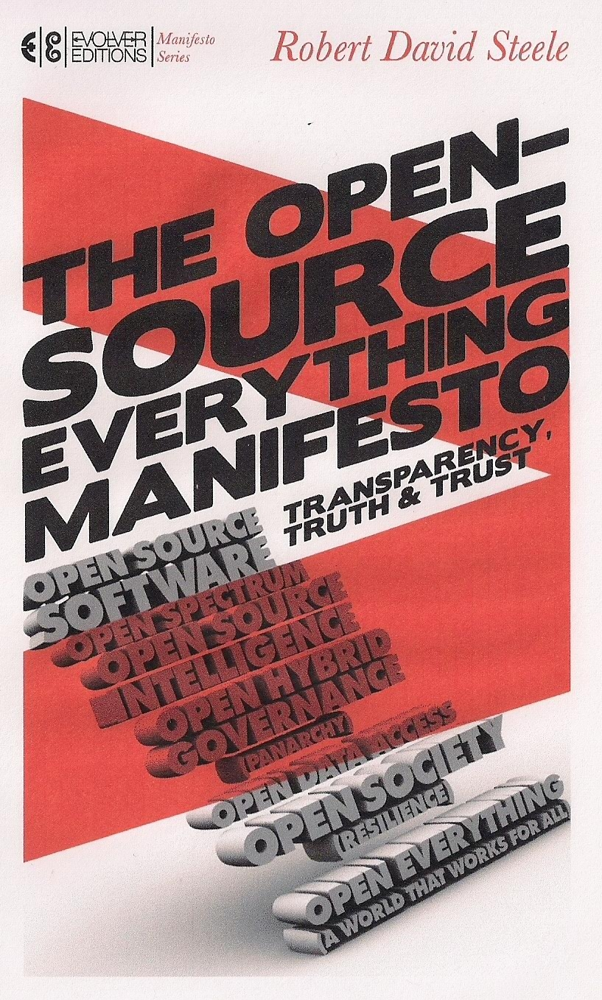 EVOLVER
EDITIONS
Manifesto
Series
Robert David Steele
THE OPEN-
SOURCE
EVERYTHING
MANIFESTO
TRANSPARENCY,
TRUTH & TRUST
OPEN SOURCE
SOFTWARE
OPEN SPECTRUM
OPEN SOURCE
INTELLIGENCE
OPEN HYBRID
GOVERNANCE
(PANARCHY)
OPEN DATA ACCESS
OPEN SOCIETY
(RESILIENCE)
OPEN EVERYTHING
(A WORLD THAT WORKS FOR ALL)